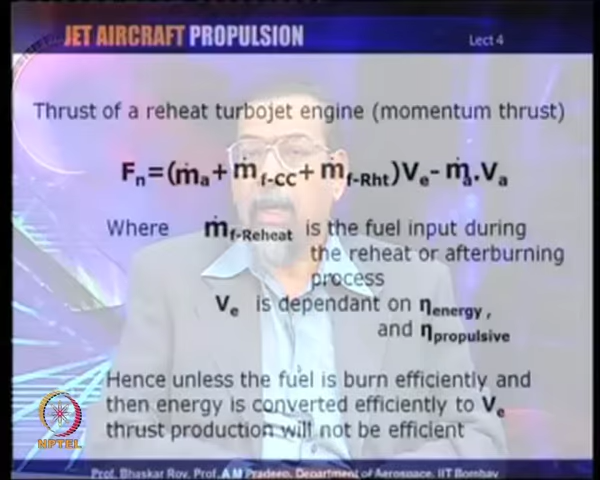 JET AIRCRAFT PROPULSION
Lect 4
Thrust of a reheat turbojet engine (momentum thrust)
Fn=(ṁa+ ṁf-CC+ ṁf-Rht)Ve- ṁa.Va
Where ṁf-Reheat is the fuel input during
the reheat or afterburning
process
Ve is dependant on ηenergy ,
and ηpropulsive
Hence unless the fuel is burn efficiently and
then energy is converted efficiently to Ve
thrust production will not be efficient
NPTEL
Prof. Bhaskar Roy, Prof. A M Pradeep, Department of Aerospace, IIT Bombay